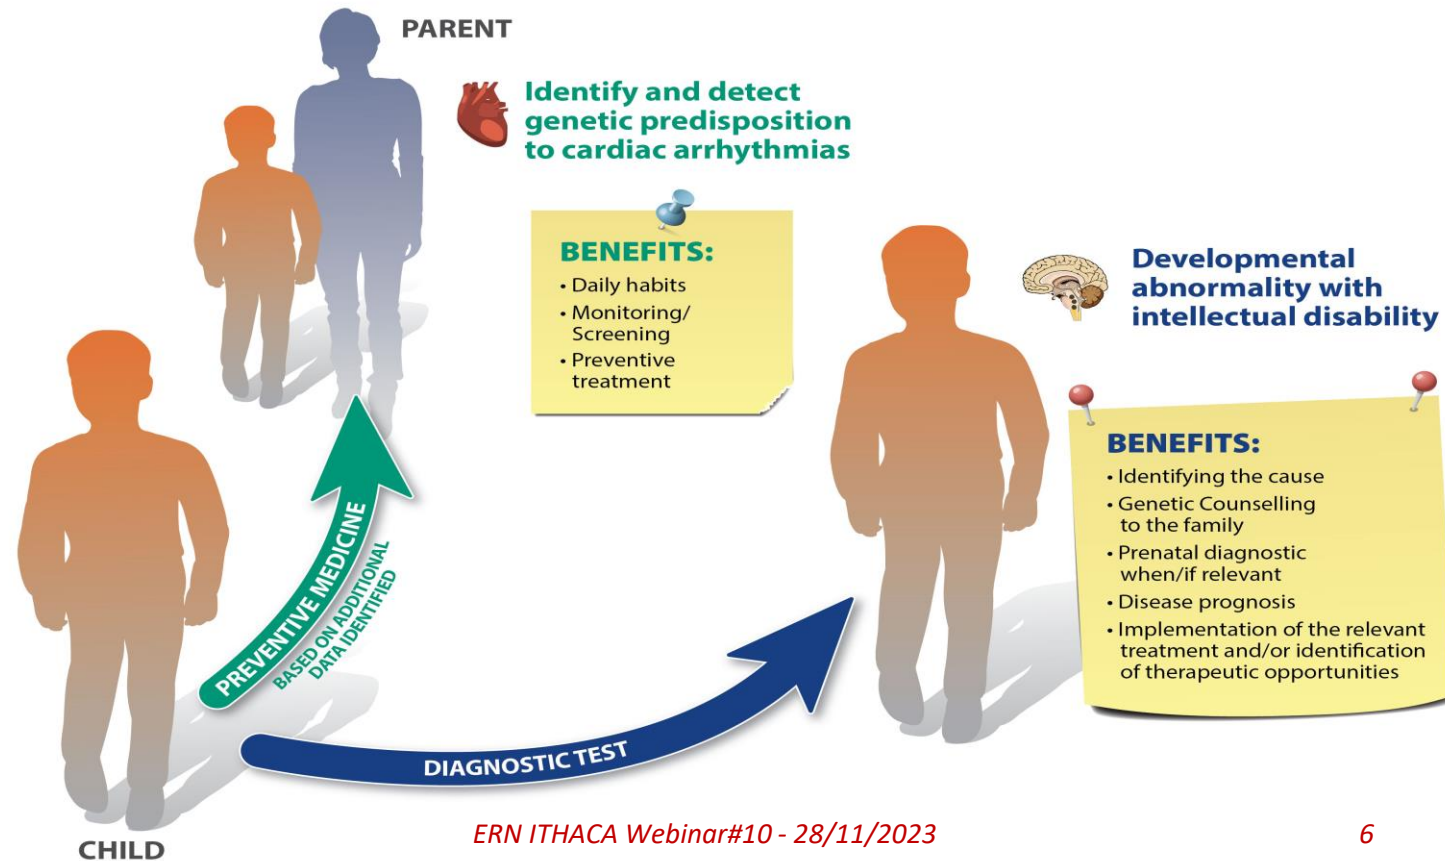 PARENT
Identify and detect
genetic predisposition
to cardiac arrhythmias
BENEFITS:
• Daily habits
• Monitoring/
Screening
• Preventive
treatment
Developmental
abnormality with
intellectual disability
BENEFITS:
• Identifying the cause
• Genetic Counselling
to the family
• Prenatal diagnostic
when/if relevant
• Disease prognosis
• Implementation of the relevant
treatment and/or identification
of therapeutic opportunities
PREVENTIVE MEDICINE
BASED ON ADDITIONAL
DATA IDENTIFIED
DIAGNOSTIC TEST
CHILD
ERN ITHACA Webinar#10 - 28/11/2023
6